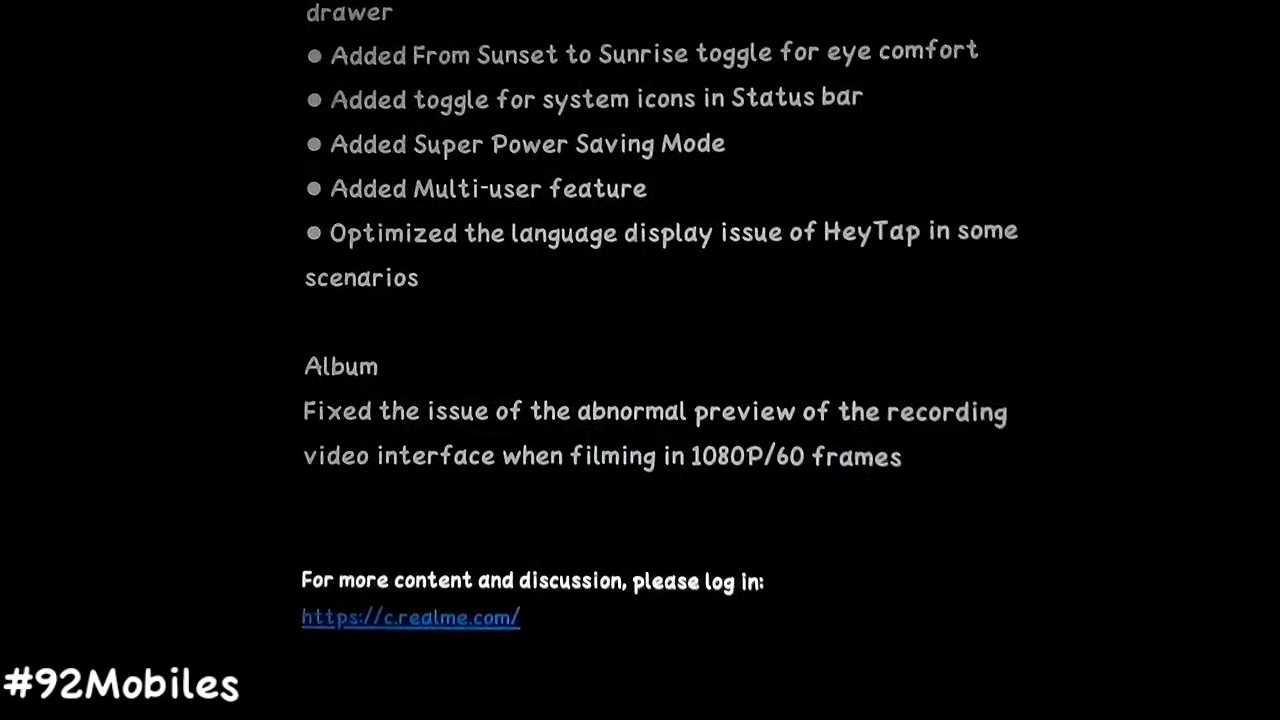 drawer
● Added From Sunset to Sunrise toggle for eye comfort
● Added toggle for system icons in Status bar
● Added Super Power Saving Mode
● Added Multi-user feature
● Optimized the language display issue of HeyTap in some
scenarios
Album
Fixed the issue of the abnormal preview of the recording
video interface when filming in 1080P/60 frames
For more content and discussion, please log in:
https://c.realme.com/
#92Mobiles